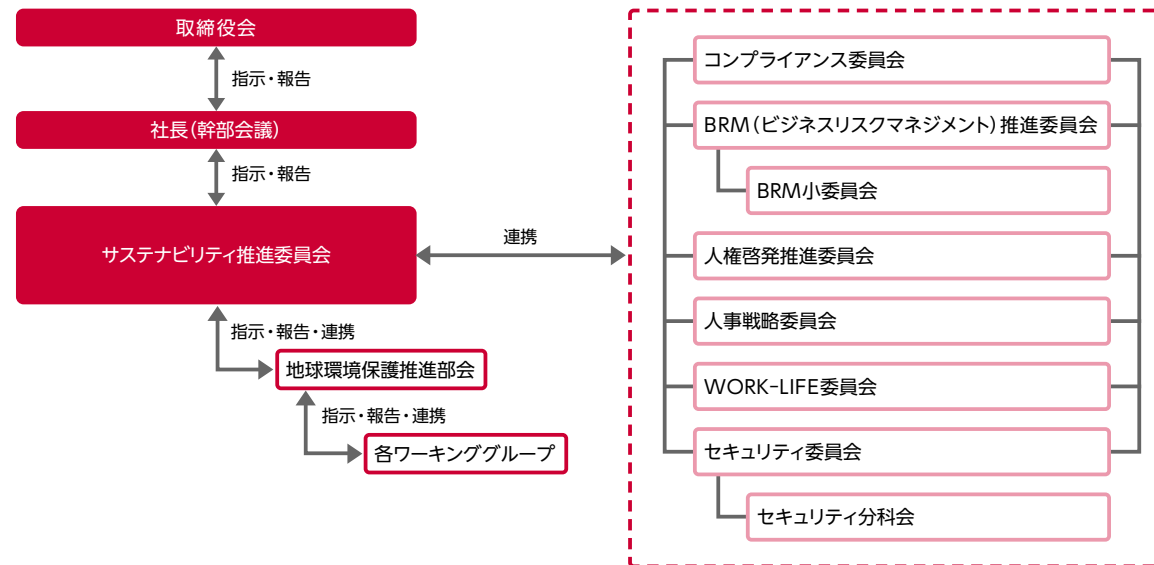 取締役会
指示・報告
社長(幹部会議)
指示・報告
サステナビリティ推進委員会
連携
指示・報告・連携
地球環境保護推進部会
指示・報告・連携
各ワーキンググループ
コンプライアンス委員会
BRM(ビジネスリスクマネジメント)推進委員会
BRM小委員会
人権啓発推進委員会
人事戦略委員会
WORK-LIFE委員会
セキュリティ委員会
セキュリティ分科会